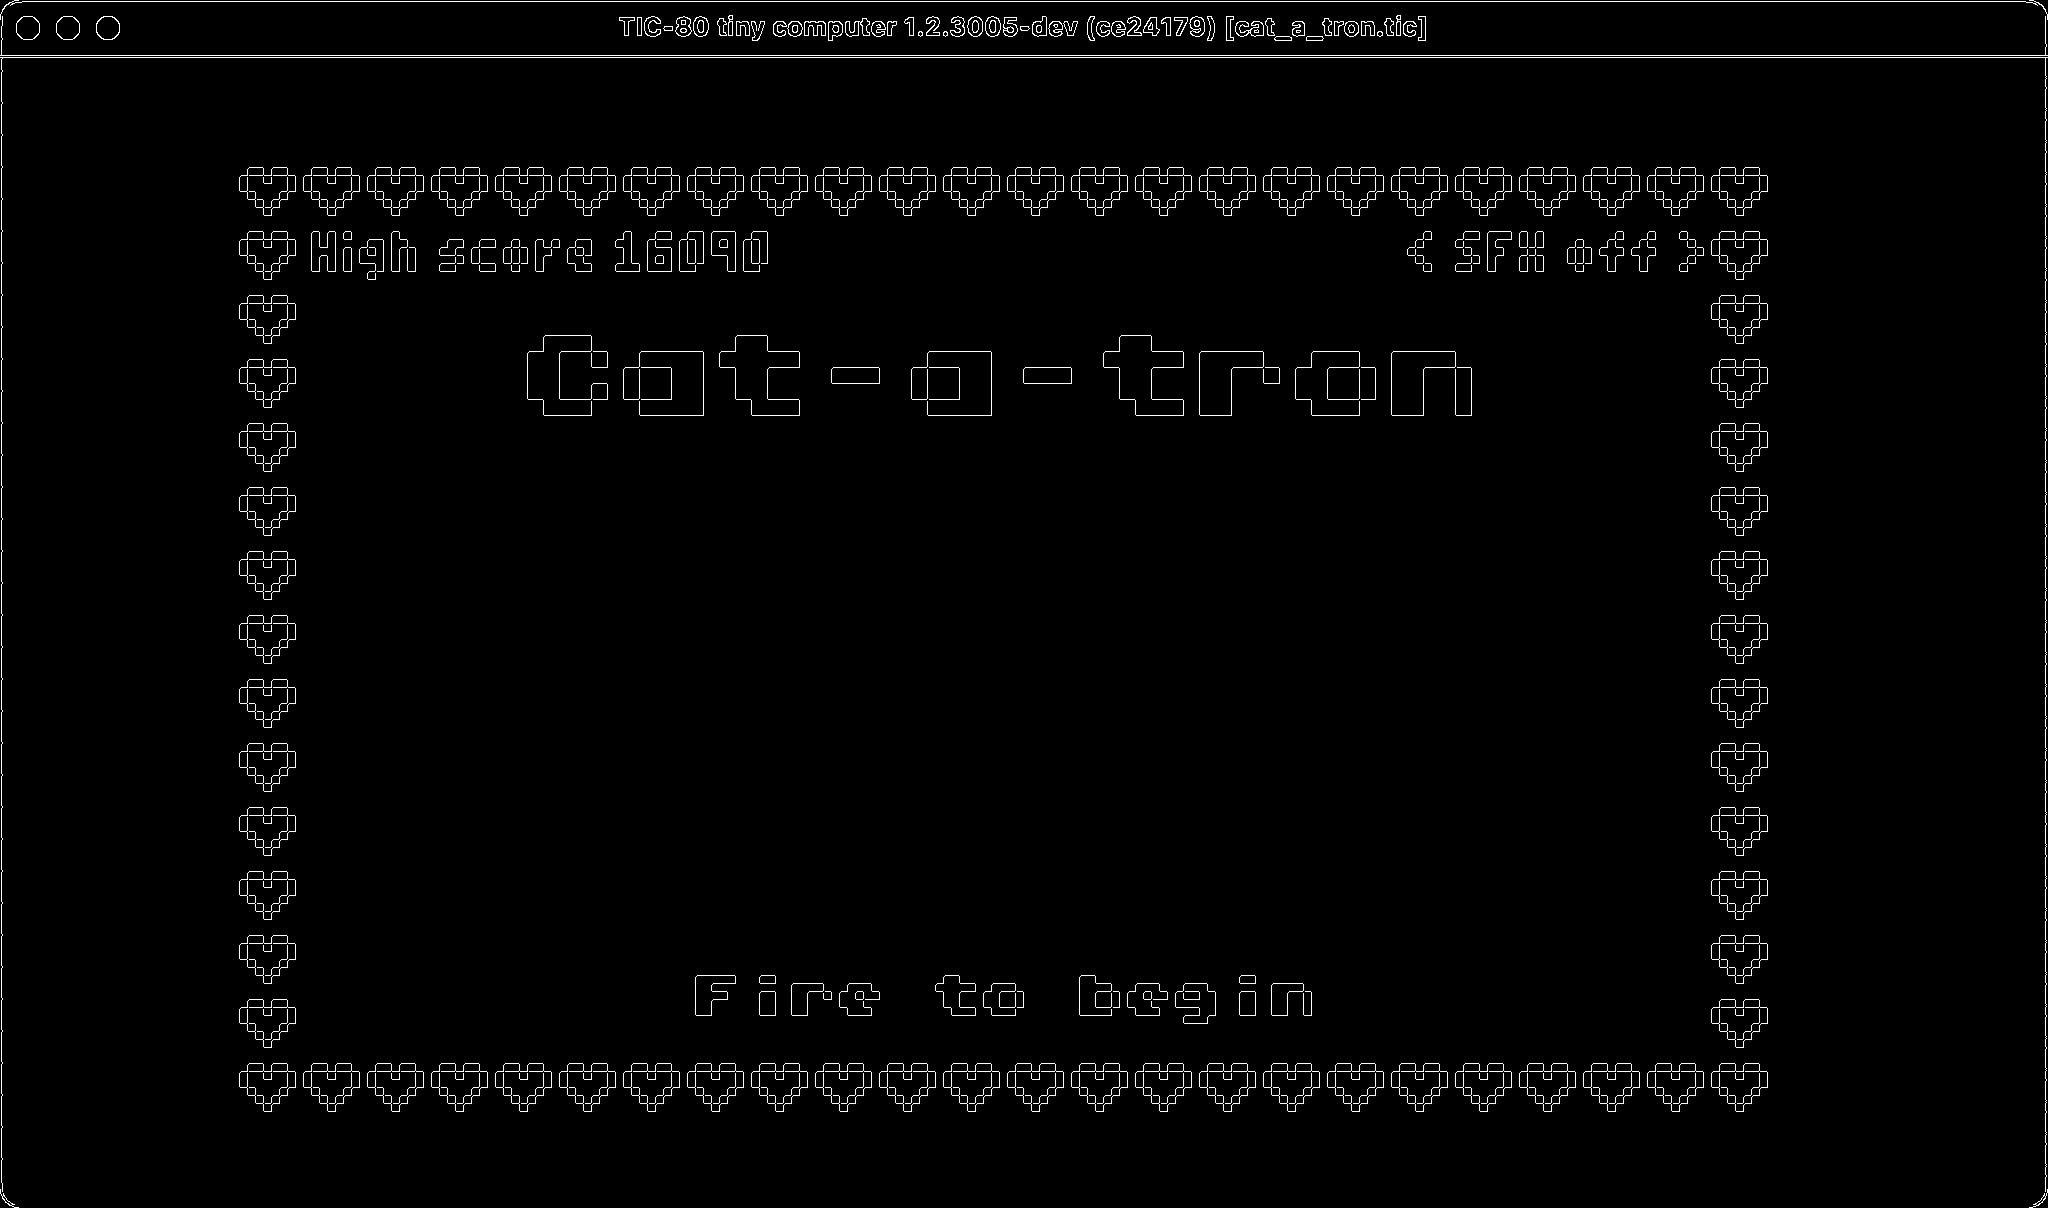 TIC-80 tiny computer 1.2.3005-dev (ce24179) [cat_a_tron.tic]
High score 16090 < SFX off >
Cat-a-tron
Fire to begin